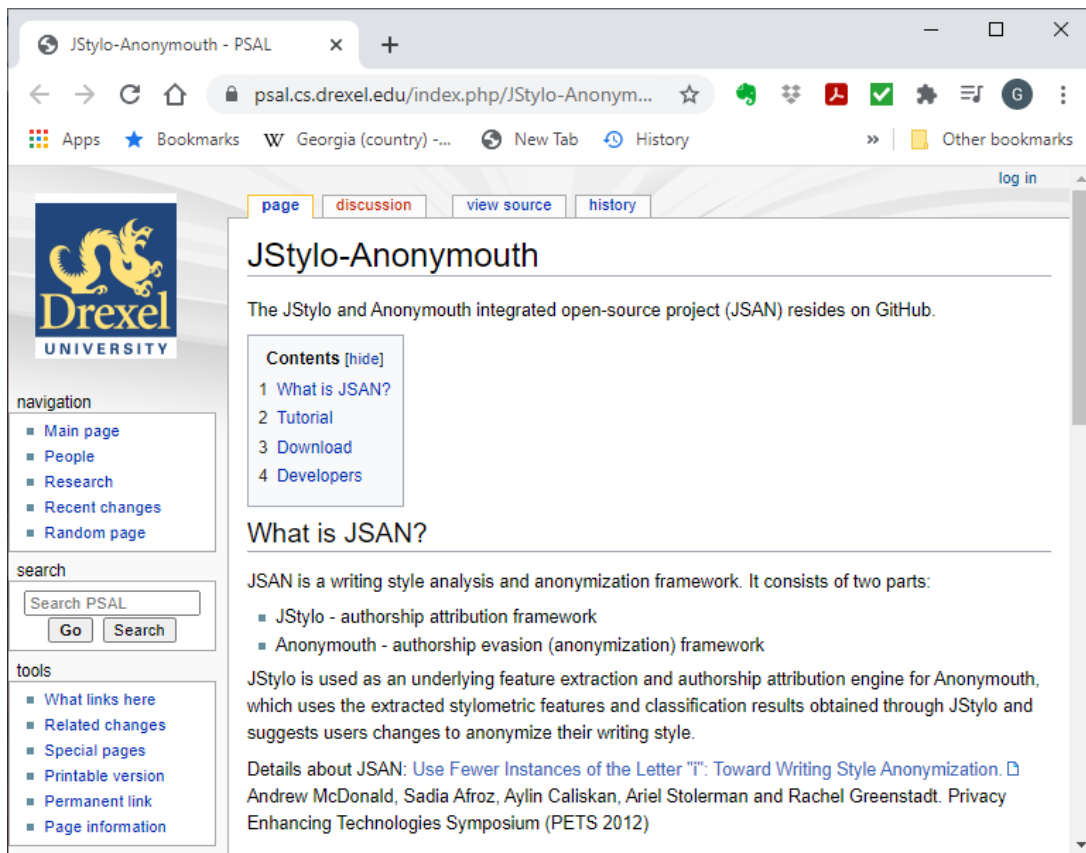 JStylo-Anonymouth - PSAL
psal.cs.drexel.edu/index.php/JStylo-Anonym...
G
Apps Bookmarks W Georgia (country) -... New Tab History » Other bookmarks
log in
page discussion view source history
Drexel
UNIVERSITY
navigation
Main page
People
Research
Recent changes
Random page
search
Search PSAL
Go Search
tools
What links here
Related changes
Special pages
Printable version
Permanent link
Page information
JStylo-Anonymouth
The JStylo and Anonymouth integrated open-source project (JSAN) resides on GitHub.
Contents [hide]
1 What is JSAN?
2 Tutorial
3 Download
4 Developers
What is JSAN?
JSAN is a writing style analysis and anonymization framework. It consists of two parts:
JStylo - authorship attribution framework
Anonymouth - authorship evasion (anonymization) framework
JStylo is used as an underlying feature extraction and authorship attribution engine for Anonymouth,
which uses the extracted stylometric features and classification results obtained through JStylo and
suggests users changes to anonymize their writing style.
Details about JSAN: Use Fewer Instances of the Letter "i": Toward Writing Style Anonymization.
Andrew McDonald, Sadia Afroz, Aylin Caliskan, Ariel Stolerman and Rachel Greenstadt. Privacy
Enhancing Technologies Symposium (PETS 2012)